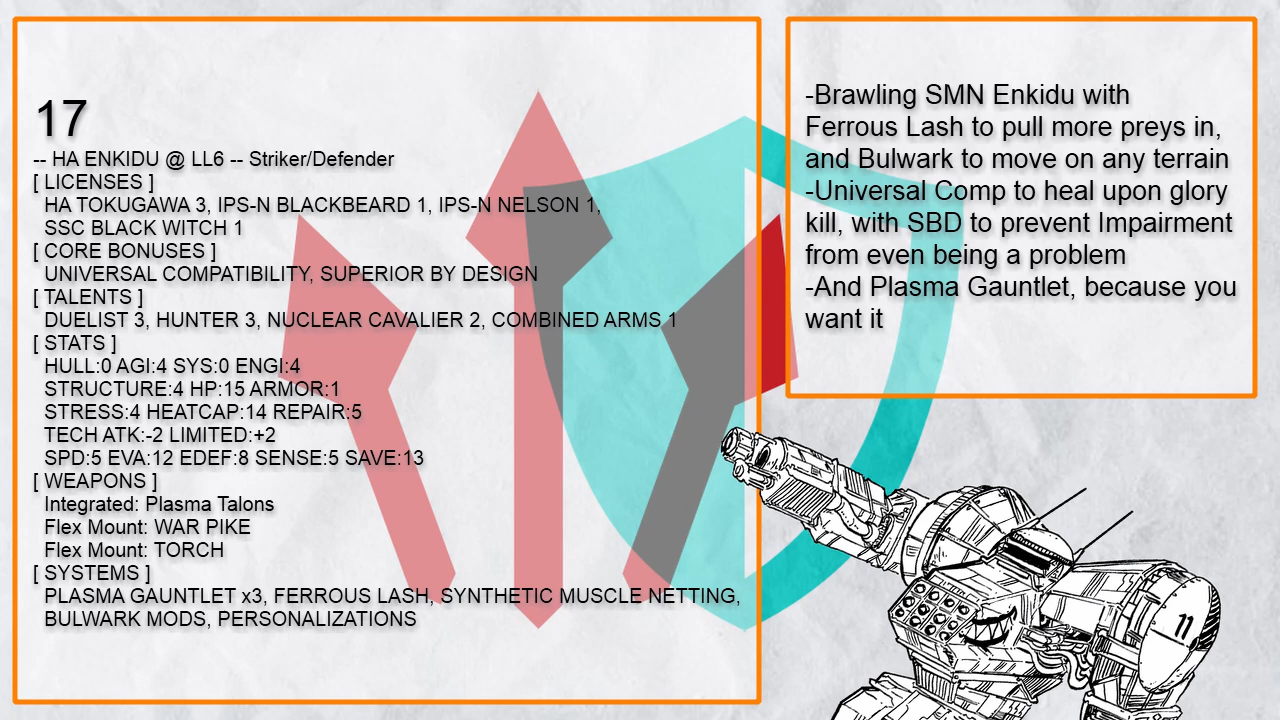 17
-- HA ENKIDU @ LL6 -- Striker/Defender
[ LICENSES ]
HA TOKUGAWA 3, IPS-N BLACKBEARD 1, IPS-N NELSON 1,
SSC BLACK WITCH 1
[ CORE BONUSES ]
UNIVERSAL COMPATIBILITY, SUPERIOR BY DESIGN
[ TALENTS ]
DUELIST 3, HUNTER 3, NUCLEAR CAVALIER 2, COMBINED ARMS 1
[ STATS ]
HULL:0 AGI:4 SYS:0 ENGI:4
STRUCTURE:4 HP:15 ARMOR:1
STRESS:4 HEATCAP:14 REPAIR:5
TECH ATK:-2 LIMITED:+2
SPD:5 EVA:12 EDEF:8 SENSE:5 SAVE:13
[ WEAPONS ]
Integrated: Plasma Talons
Flex Mount: WAR PIKE
Flex Mount: TORCH
[ SYSTEMS ]
PLASMA GAUNTLET x3, FERROUS LASH, SYNTHETIC MUSCLE NETTING,
BULWARK MODS, PERSONALIZATIONS
-Brawling SMN Enkidu with
Ferrous Lash to pull more preys in,
and Bulwark to move on any terrain
-Universal Comp to heal upon glory
kill, with SBD to prevent Impairment
from even being a problem
-And Plasma Gauntlet, because you
want it
11